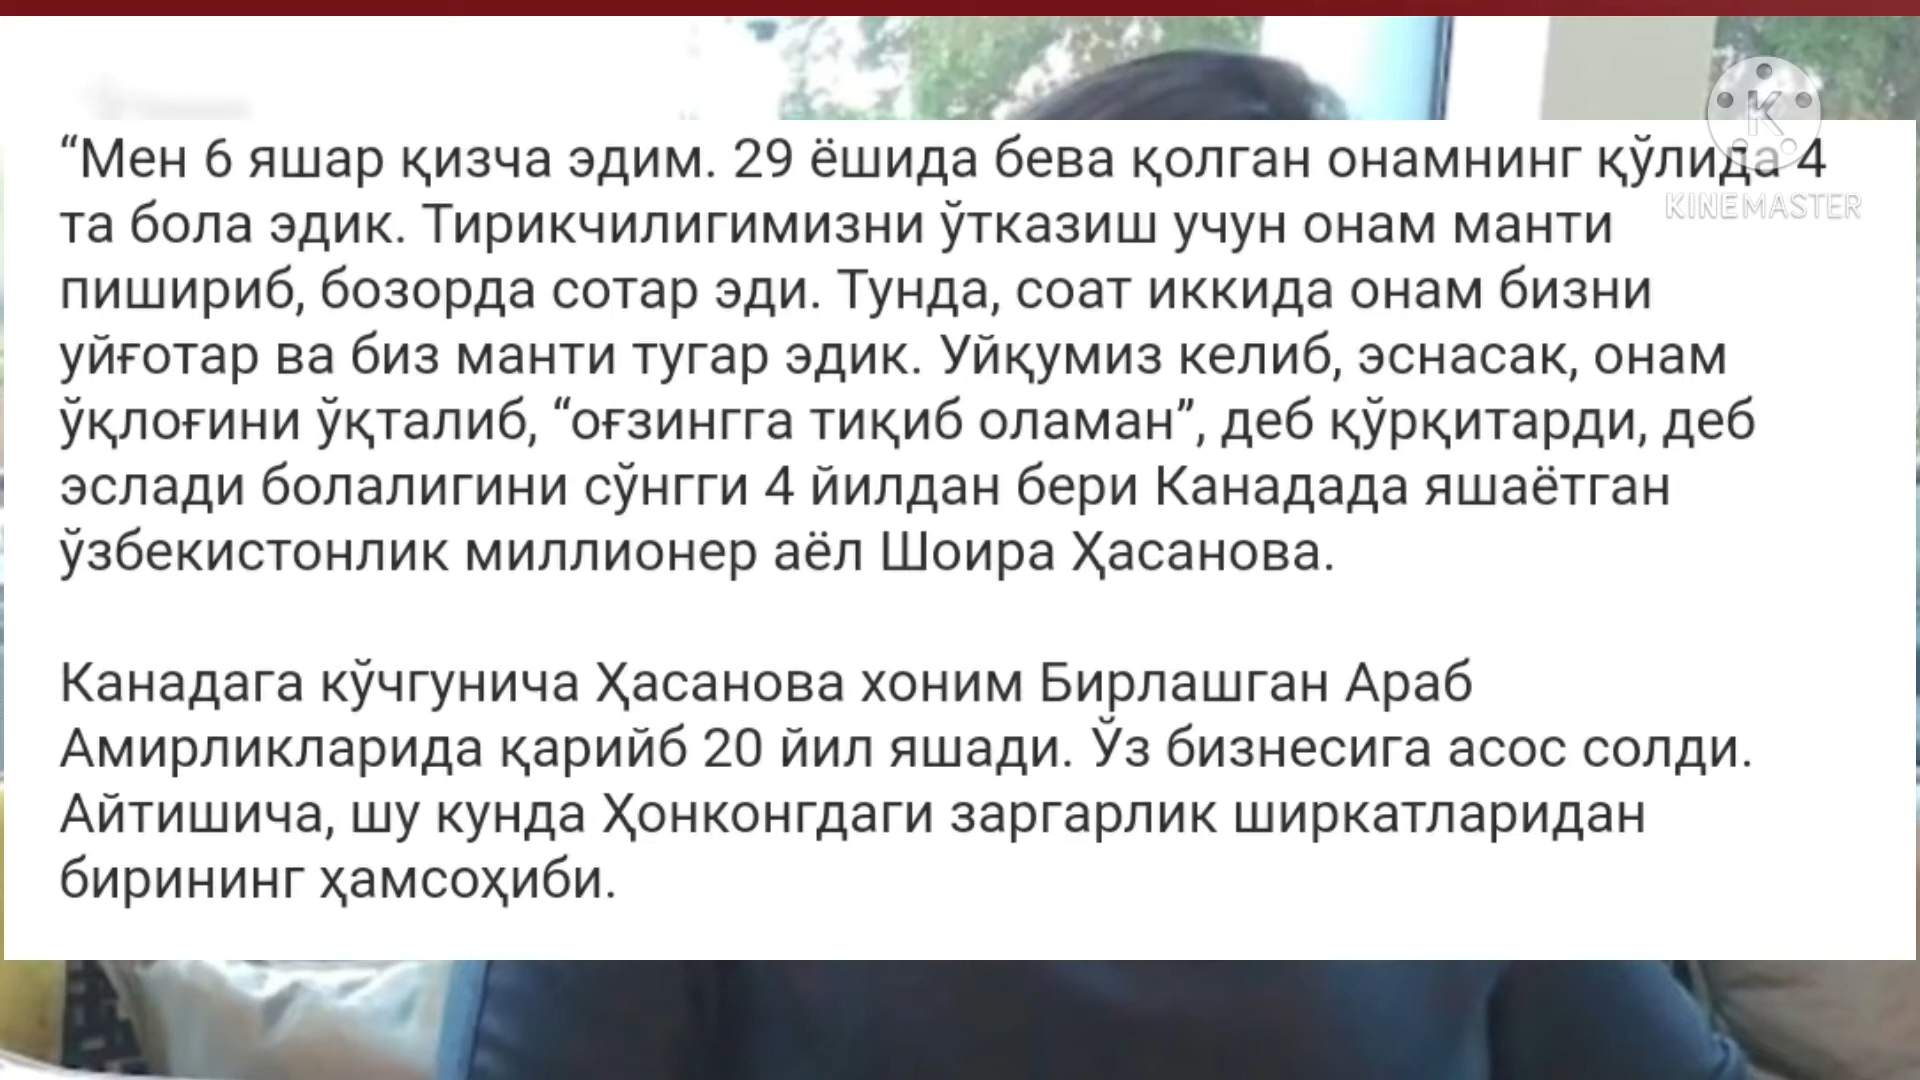 “Мен 6 яшар қизча эдим. 29 ёшида бева қолган онамнинг қўлида 4
та бола эдик. Тирикчилигимизни ўтказиш учун онам манти
пишириб, бозорда сотар эди. Тунда, соат иккида онам бизни
уйғотар ва биз манти тугар эдик. Уйқумиз келиб, эснасак, онам
ўқлоғини ўқталиб, “оғзингга тиқиб оламан”, деб қўрқитарди, деб
эслади болалигини сўнгги 4 йилдан бери Канадада яшаётган
ўзбекистонлик миллионер аёл Шоира Ҳасанова.
Канадага кўчгунича Ҳасанова хоним Бирлашган Араб
Амирликларида қарийб 20 йил яшади. Ўз бизнесига асос солди.
Айтишича, шу кунда Ҳонконгдаги заргарлик ширкатларидан
бирининг ҳамсоҳиби.
K
KINEMASTER